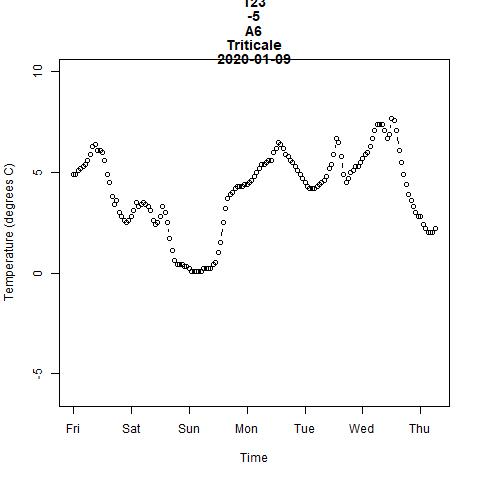 123
-5
A6
Triticale
2020-01-09
10
5
0
-5
Temperature (degrees C)
Fri
Sat
Sun
Mon
Tue
Wed
Thu
Time